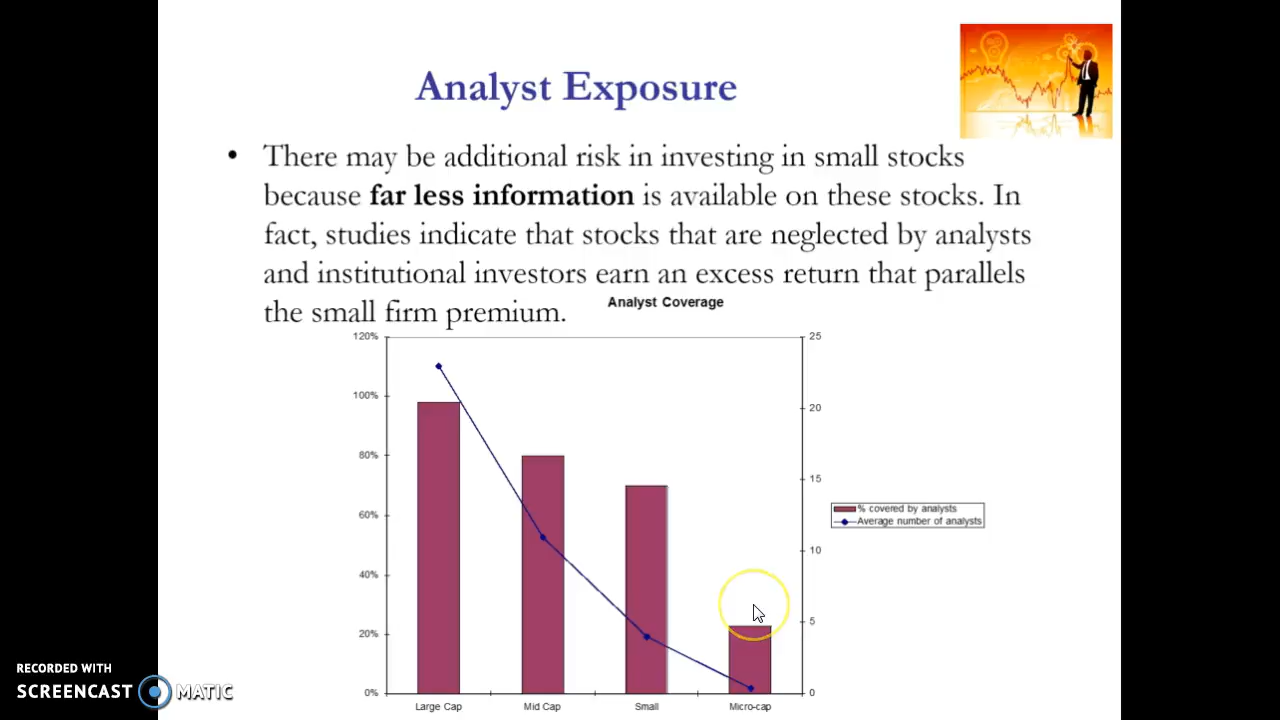 Analyst Exposure
• There may be additional risk in investing in small stocks
because far less information is available on these stocks. In
fact, studies indicate that stocks that are neglected by analysts
and institutional investors earn an excess return that parallels
the small firm premium.
Analyst Coverage
120%
100%
80%
60%
40%
20%
0%
25
20
15
10
5
0
Large Cap
Mid Cap
Small
Micro-cap
% covered by analysts
Average number of analysts
RECORDED WITH
SCREENCAST MATIC